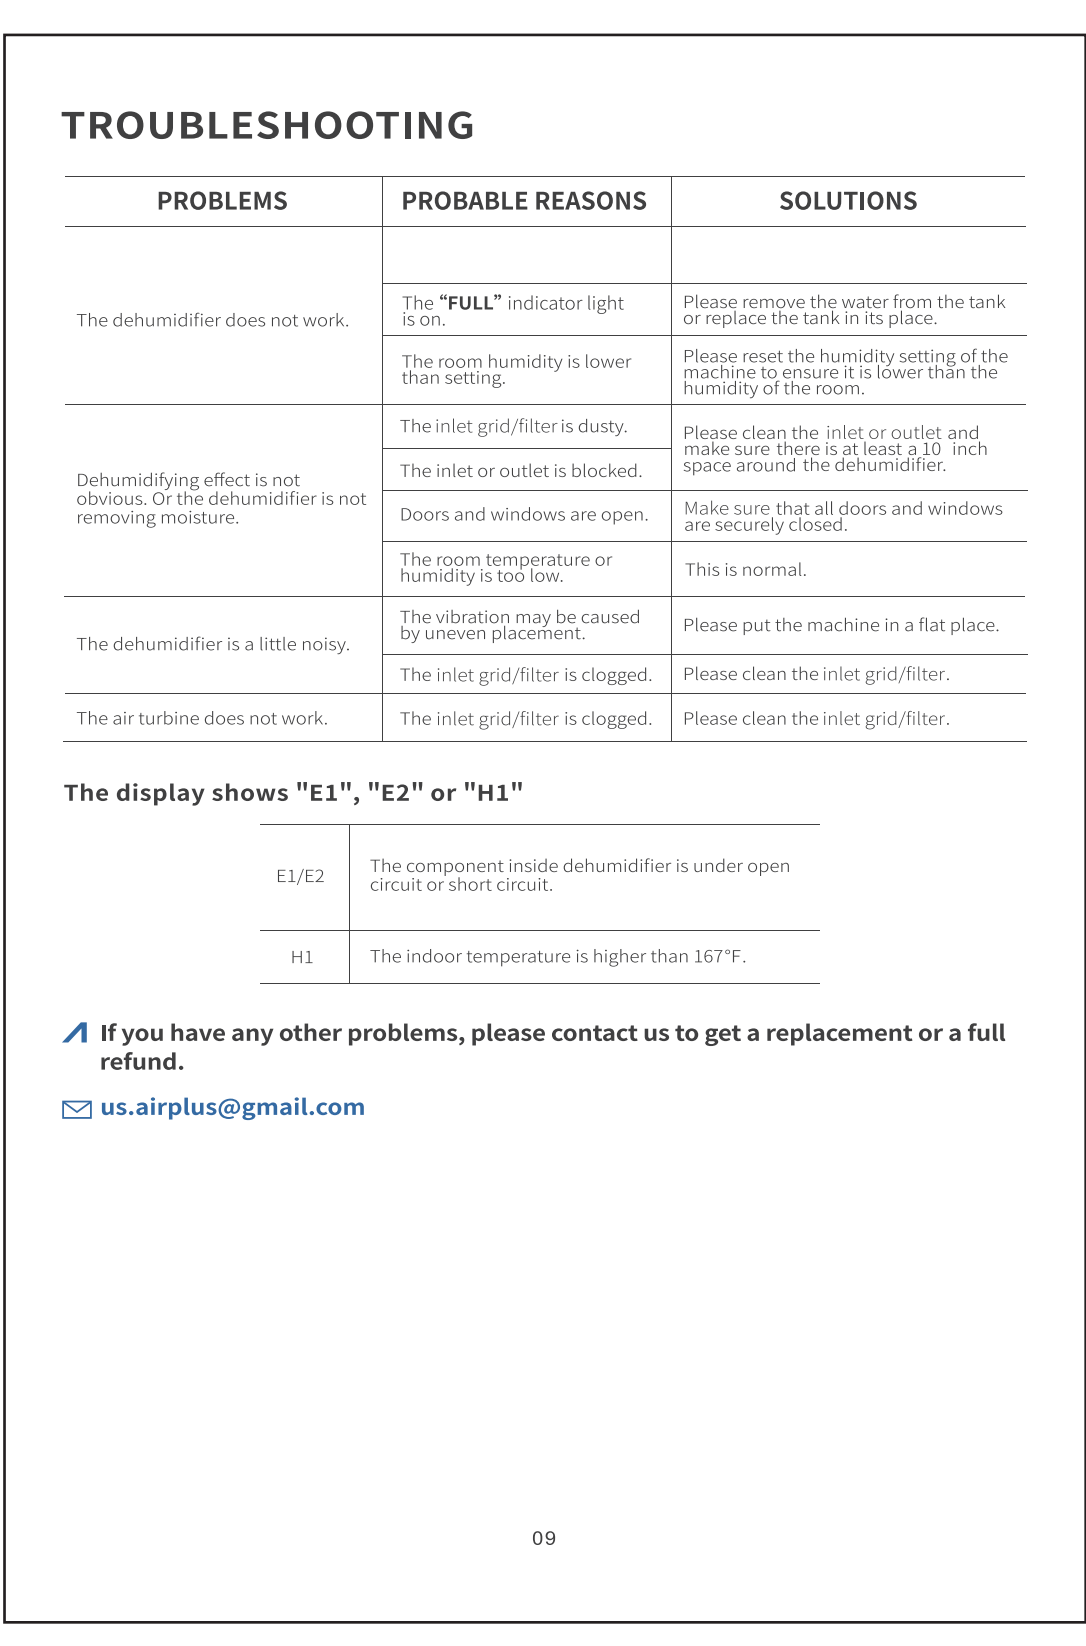 TROUBLESHOOTING
PROBLEMS
PROBABLE REASONS
SOLUTIONS
The dehumidifier does not work.
The “FULL” indicator light
is on.
Please remove the water from the tank
or replace the tank in its place.
The room humidity is lower
than setting.
Please reset the humidity setting of the
machine to ensure it is lower than the
humidity of the room.
Dehumidifying effect is not
obvious. Or the dehumidifier is not
removing moisture.
The inlet grid/filter is dusty.
The inlet or outlet is blocked.
Please clean the inlet or outlet and
make sure there is at least a 10 inch
space around the dehumidifier.
Doors and windows are open.
Make sure that all doors and windows
are securely closed.
The room temperature or
humidity is too low.
This is normal.
The dehumidifier is a little noisy.
The vibration may be caused
by uneven placement.
Please put the machine in a flat place.
The inlet grid/filter is clogged.
Please clean the inlet grid/filter.
The air turbine does not work.
The inlet grid/filter is clogged.
Please clean the inlet grid/filter.
The display shows "E1", "E2" or "H1"
E1/E2
The component inside dehumidifier is under open
circuit or short circuit.
H1
The indoor temperature is higher than 167°F.
If you have any other problems, please contact us to get a replacement or a full
refund.
us.airplus@gmail.com
09